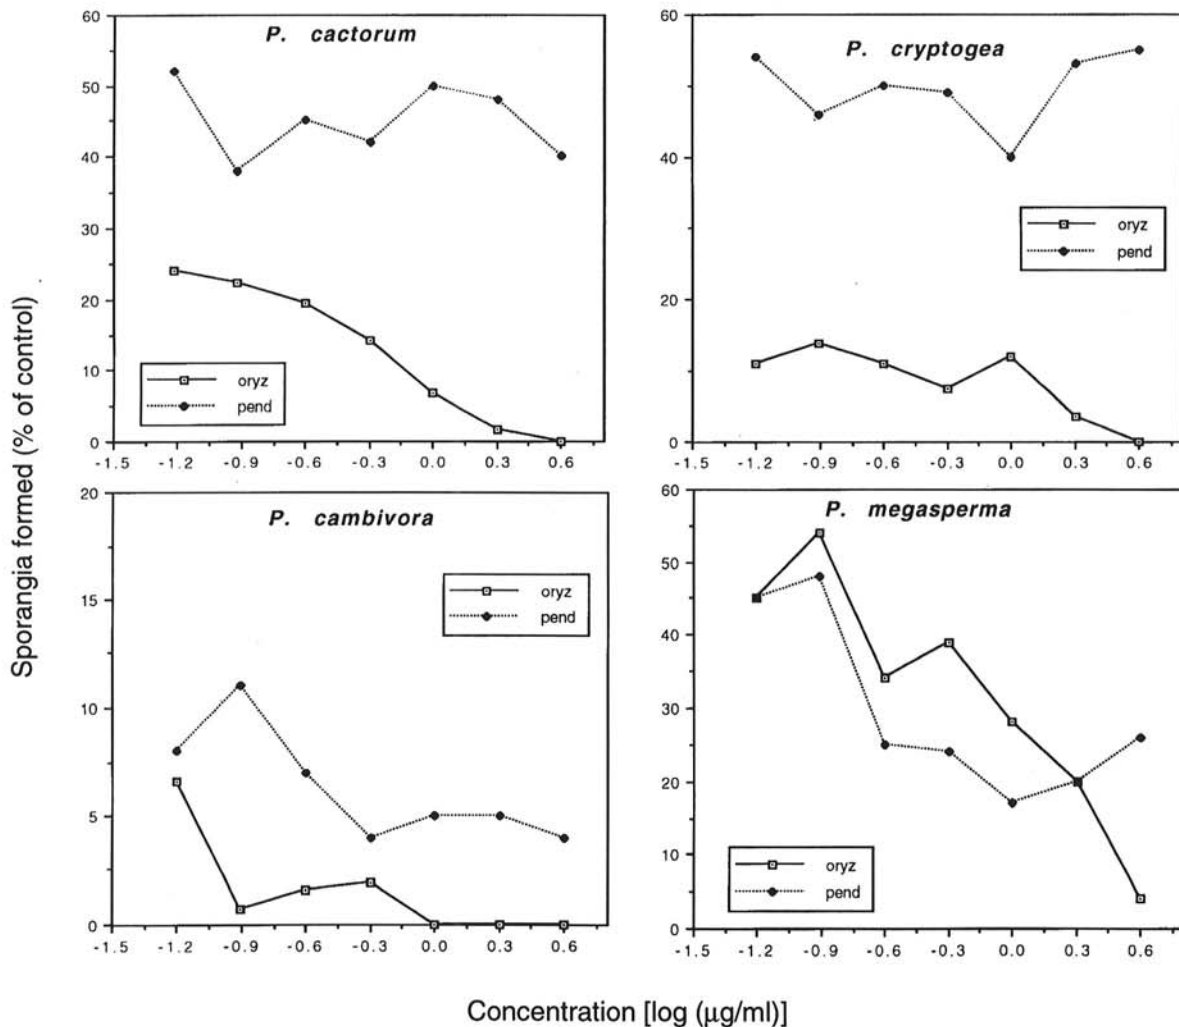 Sporangia formed (% of control)
P. cactorum
60
50
40
30
20
10
0
oryz
pend
-1.5 -1.2 -0.9 -0.6 -0.3 0.0 0.3 0.6
P. cryptogea
60
40
20
0
oryz
pend
-1.5 -1.2 -0.9 -0.6 -0.3 0.0 0.3 0.6
P. cambivora
20
15
10
5
0
oryz
pend
-1.5 -1.2 -0.9 -0.6 -0.3 0.0 0.3 0.6
P. megasperma
60
50
40
30
20
10
0
oryz
pend
-1.5 -1.2 -0.9 -0.6 -0.3 0.0 0.3 0.6
Concentration [log (μg/ml)]